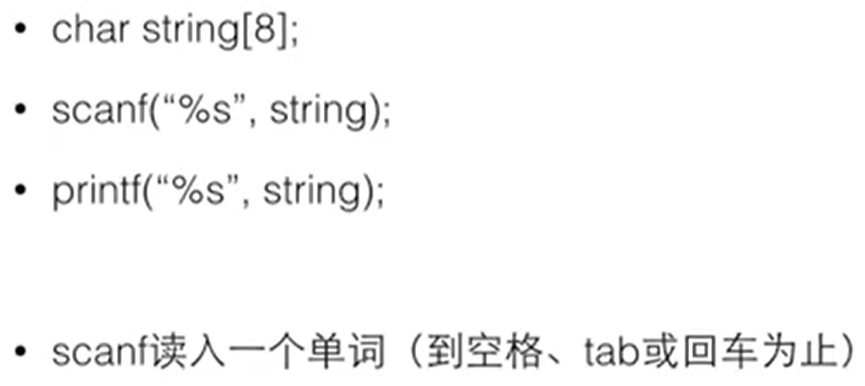 • char string[8];
• scanf(“%s”, string);
• printf(“%s”, string);
• scanf读入一个单词（到空格、tab或回车为止）